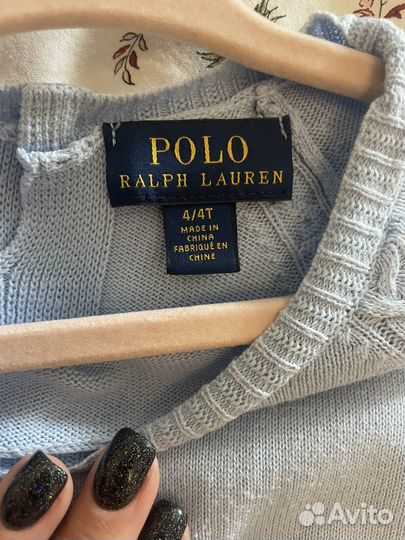 POLO
RALPH LAUREN
4/4T
MADE IN
CHINA
FABRIQUÉ EN
CHINE
Avito